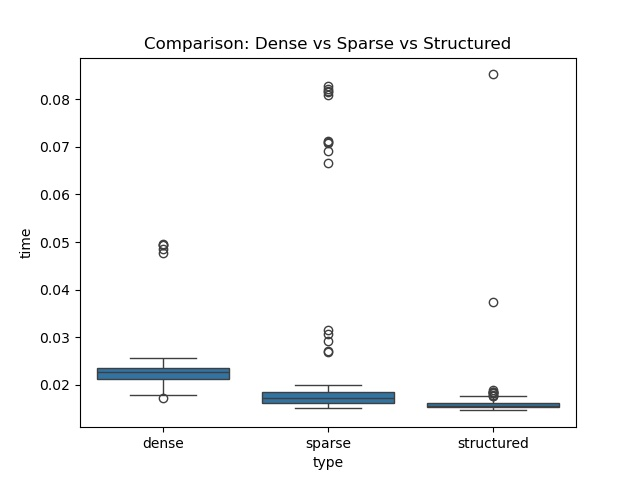 Comparison: Dense vs Sparse vs Structured
0.08
0.07
0.06
0.05
0.04
0.03
0.02
time
dense sparse structured
type